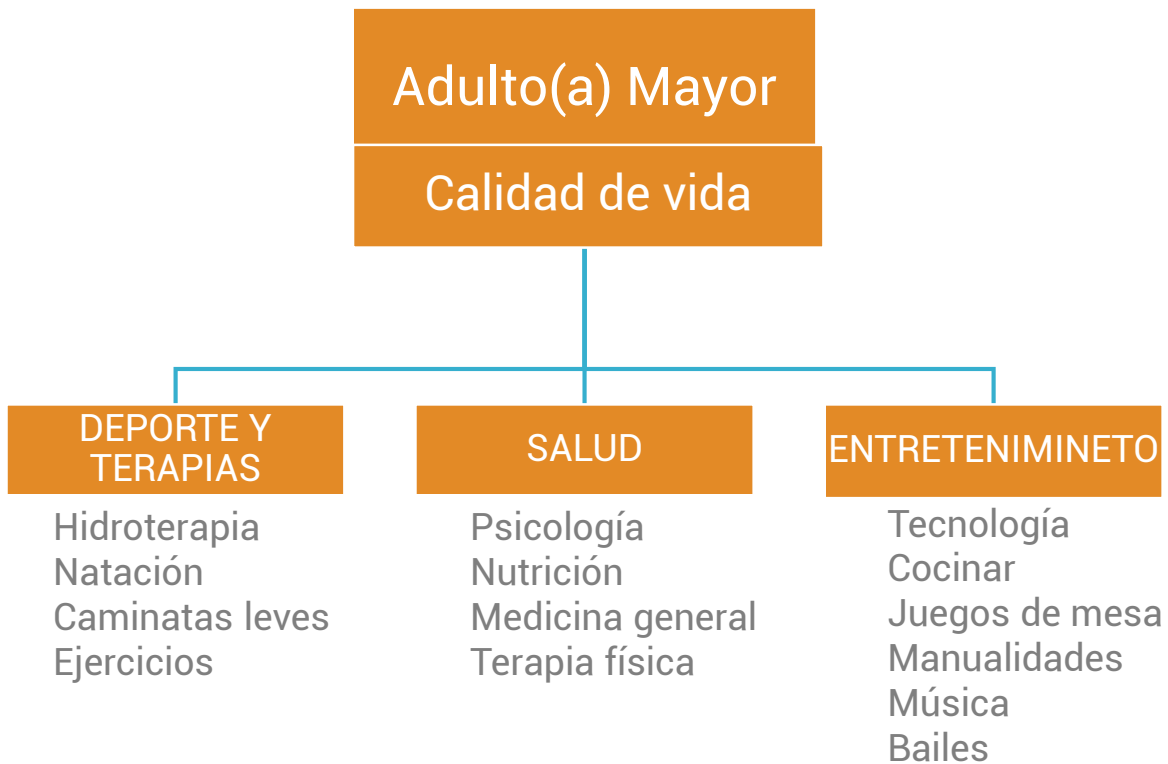 Adulto(a) Mayor
Calidad de vida
DEPORTE Y
TERAPIAS
Hidroterapia
Natación
Caminatas leves
Ejercicios
SALUD
Psicología
Nutrición
Medicina general
Terapia física
ENTRETENIMINETO
Tecnología
Cocinar
Juegos de mesa
Manualidades
Música
Bailes